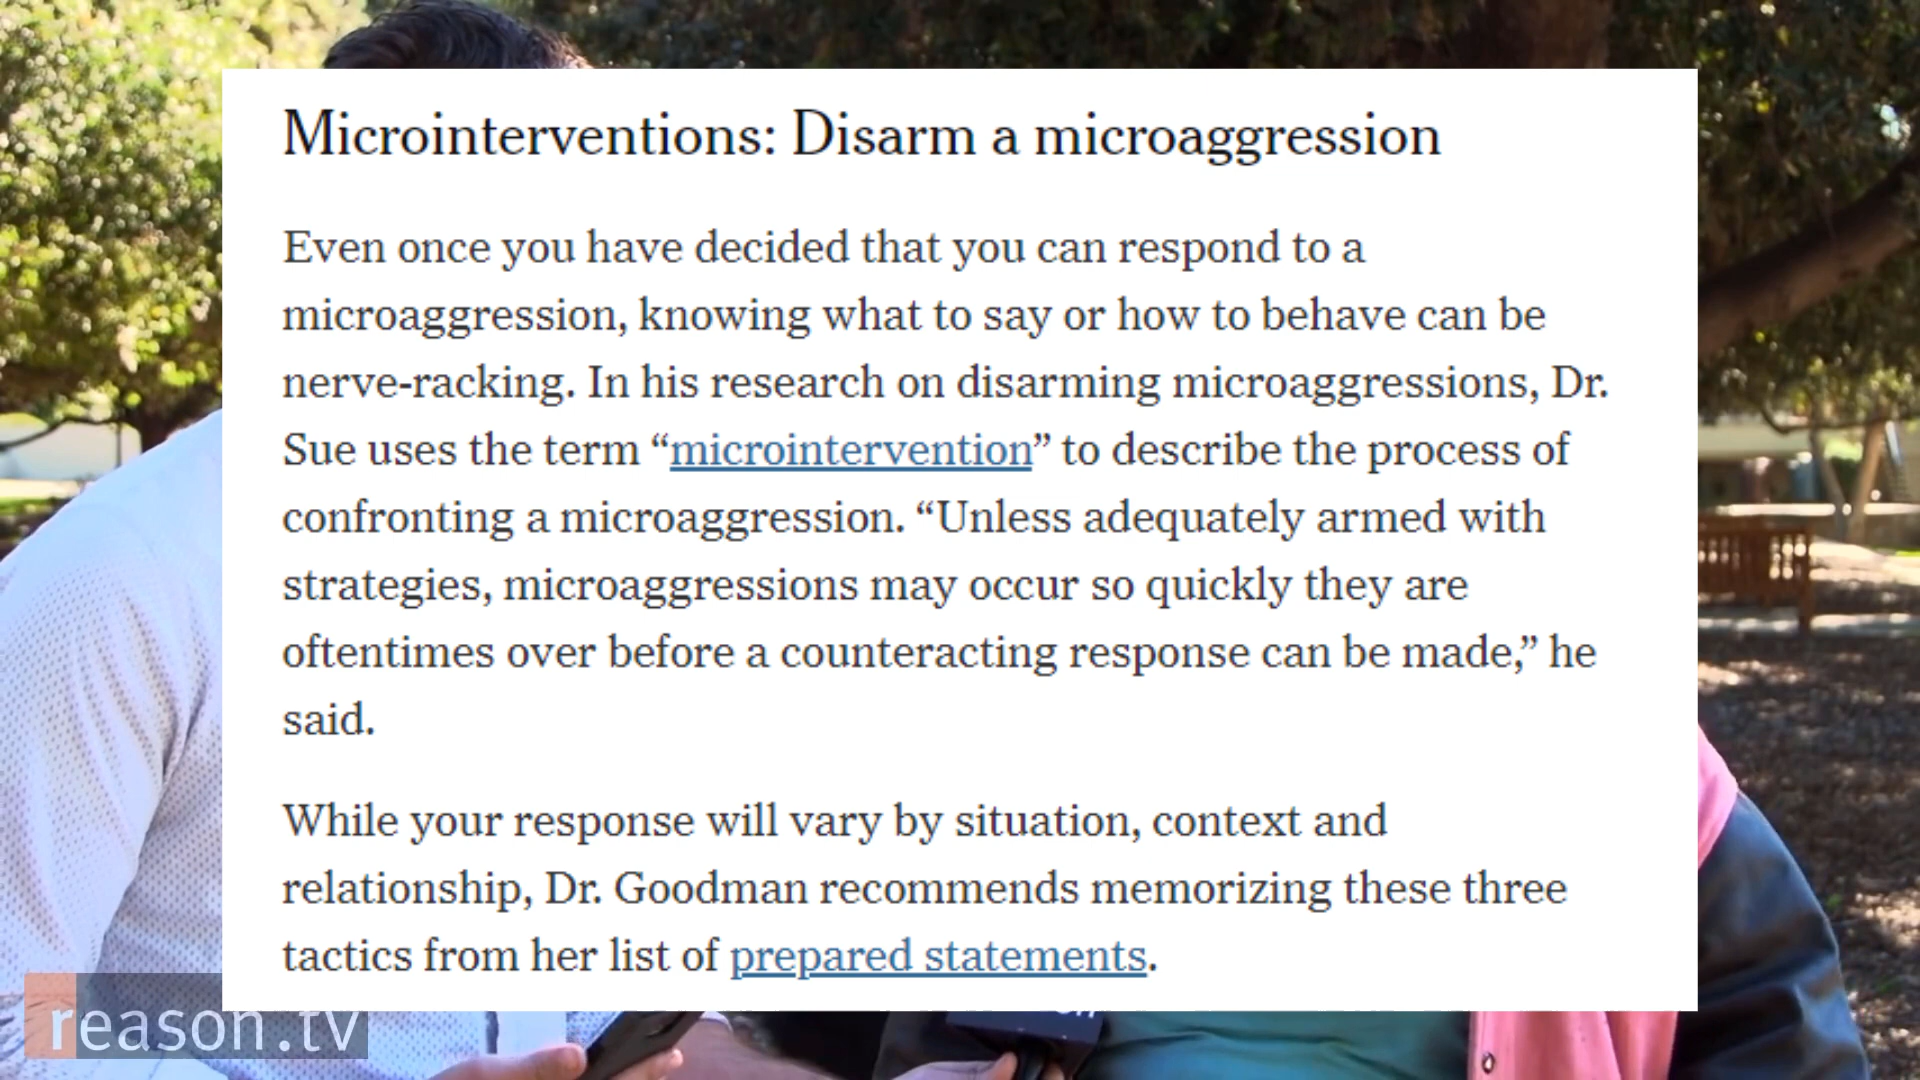 Microinterventions: Disarm a microaggression
Even once you have decided that you can respond to a
microaggression, knowing what to say or how to behave can be
nerve-racking. In his research on disarming microaggressions, Dr.
Sue uses the term “microintervention” to describe the process of
confronting a microaggression. “Unless adequately armed with
strategies, microaggressions may occur so quickly they are
oftentimes over before a counteracting response can be made,” he
said.
While your response will vary by situation, context and
relationship, Dr. Goodman recommends memorizing these three
tactics from her list of prepared statements.
reason.tv